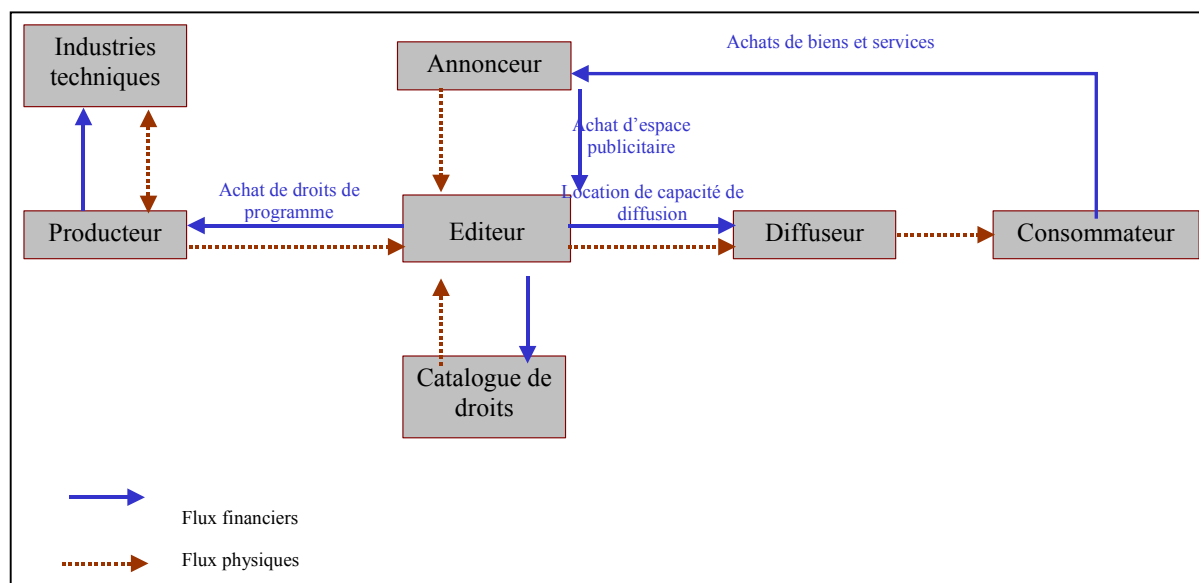 Industries
techniques
Annonceur
Achats de biens et services
Achat d'espace
publicitaire
Achat de droits de
programme
Location de capacité de
diffusion
Producteur
Editeur
Diffuseur
Consommateur
Catalogue de
droits
Flux financiers
Flux physiques